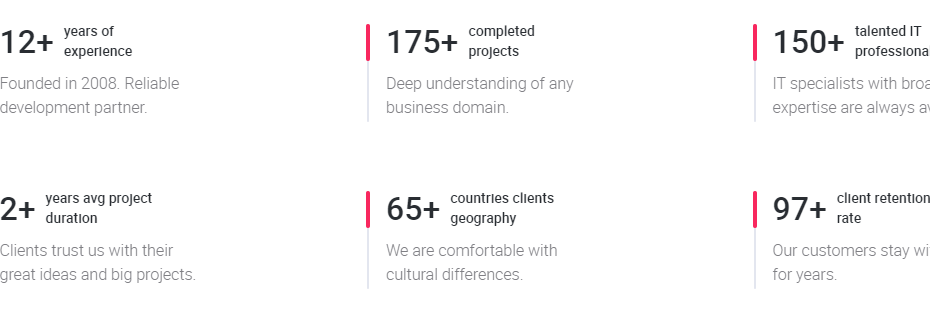 12+ years of
experience
Founded in 2008. Reliable
development partner.
175+ completed
projects
Deep understanding of any
business domain.
150+ talented IT
IT specialists with
expertise are always
2+ years avg project
duration
Clients trust us with their
great ideas and big projects.
65+ countries clients
geography
We are comfortable with
cultural differences.
97+ client retention
rate
Our customers stay
for years.